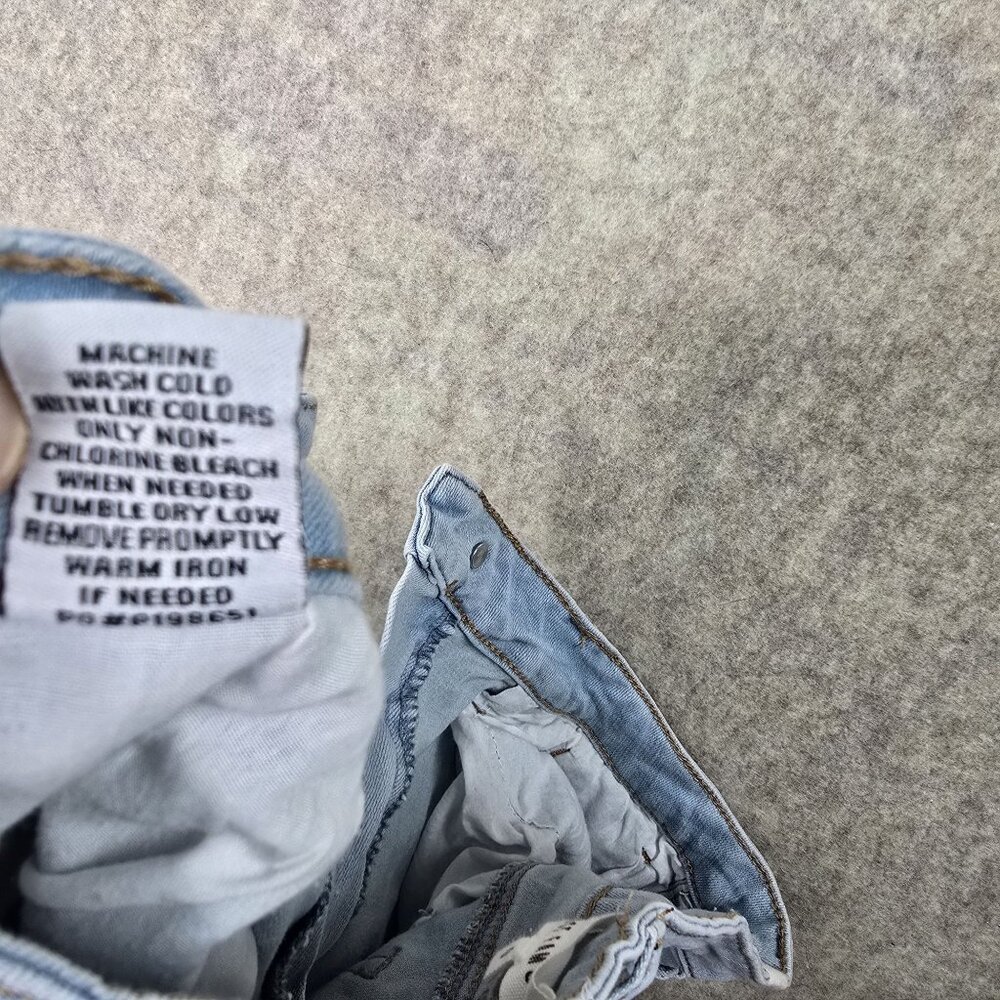 MACHINE
WASH COLD
WITH LIKE COLORS
ONLY NON-
CHLORINE BLEACH
WHEN NEEDED
TUMBLE DRY LOW
REMOVE PROMPTLY
WARM IRON
IF NEEDED